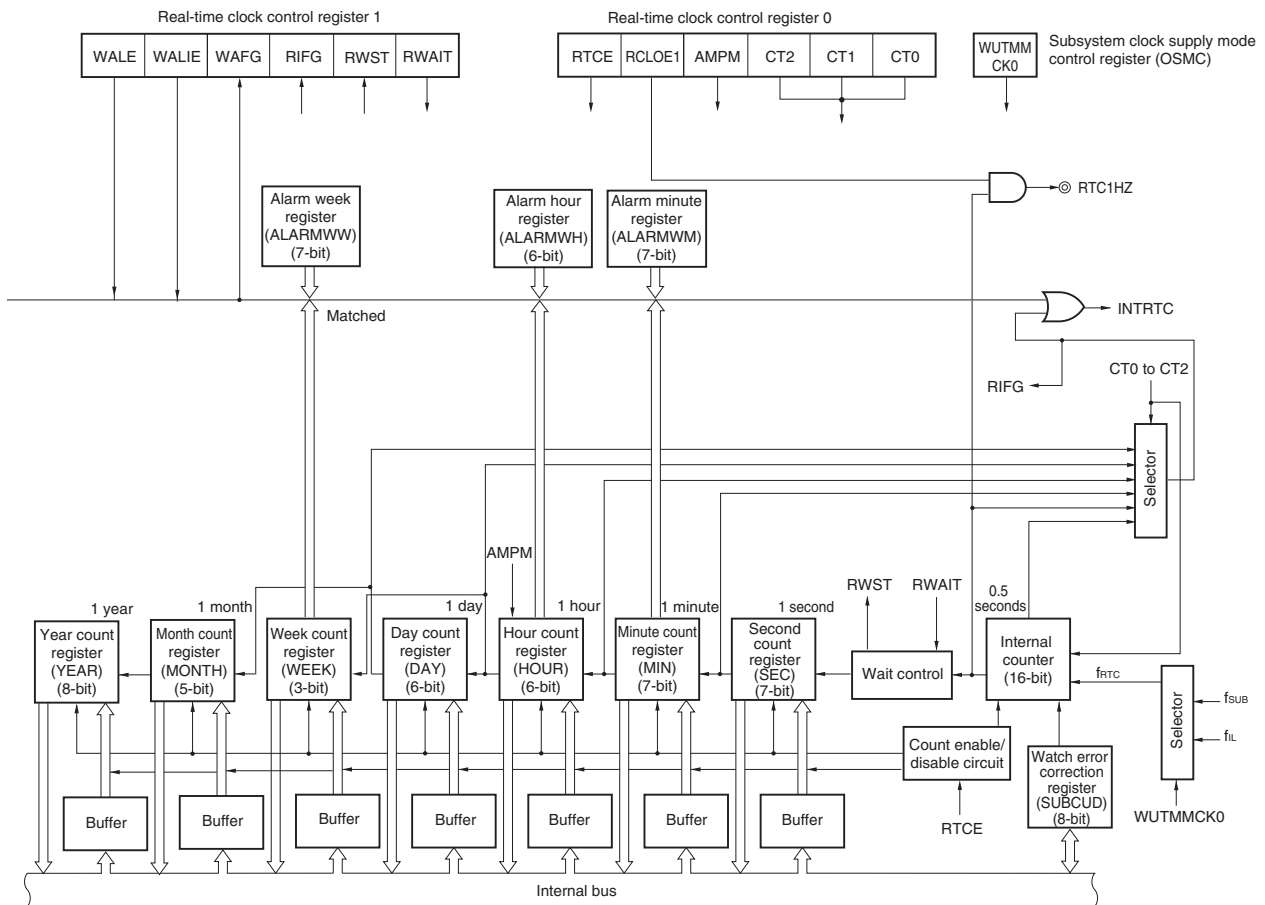 Real-time clock control register 1
Real-time clock control register 0
WALE WALIE WAFG RIFG RWST RWAIT
RTCE RCLOE1 AMPM CT2 CT1 CT0
WUTMM
CK0
Subsystem clock supply mode
control register (OSMC)
RTC1HZ
Alarm week
register
(ALARMWW)
(7-bit)
Alarm hour
register
(ALARMWH)
(6-bit)
Alarm minute
register
(ALARMWM)
(7-bit)
Matched
INTRTC
RIFG
CT0 to CT2
Selector
AMPM
RWST
RWAIT
0.5
seconds
1 year
1 month
1 day
1 hour
1 minute
1 second
Year count
register
(YEAR)
(8-bit)
Month count
register
(MONTH)
(5-bit)
Week count
register
(WEEK)
(3-bit)
Day count
register
(DAY)
(6-bit)
Hour count
register
(HOUR)
(6-bit)
Minute count
register
(MIN)
(7-bit)
Second
count
register
(SEC)
(7-bit)
Wait control
Internal
counter
(16-bit)
fRTC
Selector
fSUB
fIL
WUTMMCK0
Count enable/
disable circuit
RTCE
Watch error
correction
register
(SUBCUD)
(8-bit)
Buffer
Buffer
Buffer
Buffer
Buffer
Buffer
Buffer
Internal bus